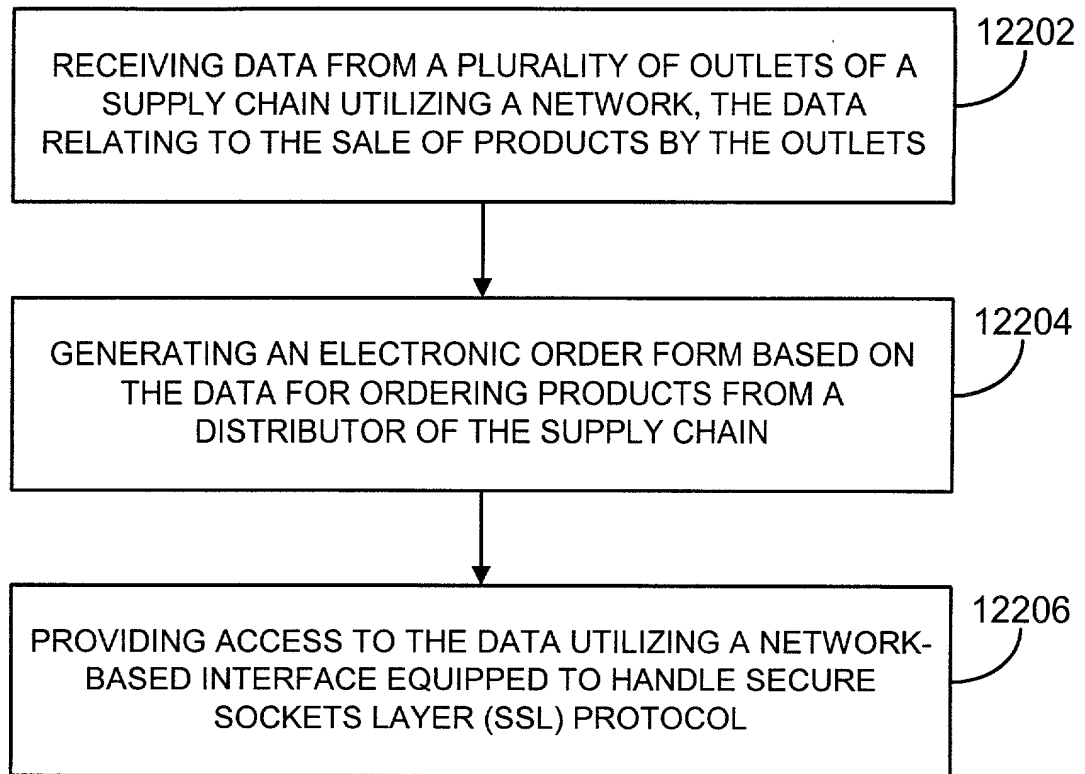 12202
RECEIVING DATA FROM A PLURALITY OF OUTLETS OF A
SUPPLY CHAIN UTILIZING A NETWORK, THE DATA
RELATING TO THE SALE OF PRODUCTS BY THE OUTLETS
12204
GENERATING AN ELECTRONIC ORDER FORM BASED ON
THE DATA FOR ORDERING PRODUCTS FROM A
DISTRIBUTOR OF THE SUPPLY CHAIN
12206
PROVIDING ACCESS TO THE DATA UTILIZING A NETWORK-
BASED INTERFACE EQUIPPED TO HANDLE SECURE
SOCKETS LAYER (SSL) PROTOCOL